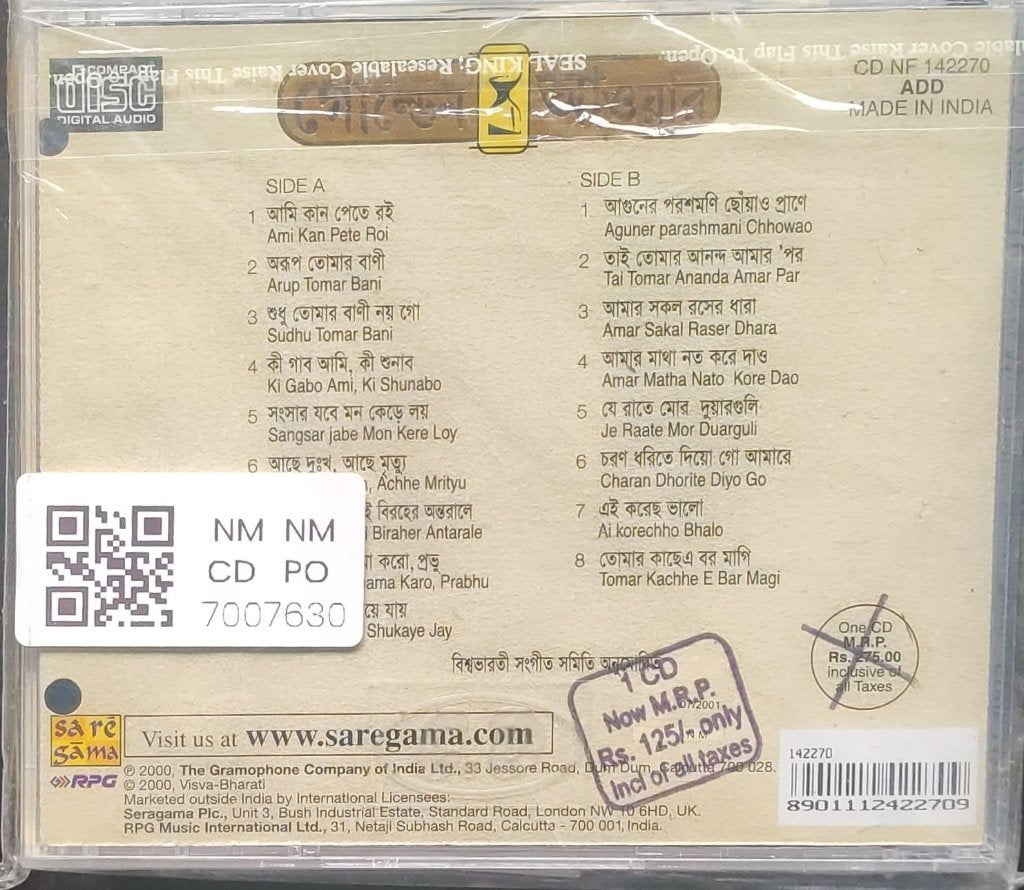 SEAL KING; Resealable Cover Raise This Flap To Open.
COMPACT
DISC
DIGITAL AUDIO
CD NF 142270
ADD
MADE IN INDIA
SIDE A
1 আমি কান পেতে রই
Ami Kan Pete Roi
2 অরূপ তোমার বাণী
Arup Tomar Bani
3 শুধু তোমার বাণী নয় গো
Sudhu Tomar Bani
4 কী গাব আমি, কী শুনাব
Ki Gabo Ami, Ki Shunabo
5 সংসার যবে মন কেড়ে লয়
Sangsar jabe Mon Kere Loy
6 আছে দুঃখ, আছে মৃত্যু
, Achhe Mrityu
বিরহের অন্তরালে
Biraher Antarale
করো, প্রভু
Karo, Prabhu
যায়
Shukaye Jay
SIDE B
1 আগুনের পরশমণি ছোঁয়াও প্রাণে
Aguner parashmani Chhowao
2 তাই তোমার আনন্দ আমার 'পর
Tai Tomar Ananda Amar Par
3 আমার সকল রসের ধারা
Amar Sakal Raser Dhara
4 আমার মাথা নত করে দাও
Amar Matha Nato Kore Dao
5 যে রাতে মোর দুয়ারগুলি
Je Raate Mor Duarguli
6 চরণ ধরিতে দিয়ো গো আমারে
Charan Dhorite Diyo Go
7 এই করেছ ভালো
Ai korechho Bhalo
8 তোমার কাছেএ বর মাগি
Tomar Kachhe E Bar Magi
NM NM
CD PO
7007630
One CD
M.R.P.
Rs. 275.00
inclusive of
all Taxes
বিশ্বভারতী সংগীত সমিতি অনুমোদিত
1 CD
Now M.R.P.
Rs. 125/- only
Incl of all taxes
sa rē
gama
RPG
Visit us at www.saregama.com
℗ 2000, The Gramophone Company of India Ltd., 33 Jessore Road, Dum Dum, Calcutta 700 028.
© 2000, Visva-Bharati
Marketed outside India by International Licensees:
Seragama Plc., Unit 3, Bush Industrial Estate, Standard Road, London NW 10 6HD, UK.
RPG Music International Ltd., 31, Netaji Subhash Road, Calcutta - 700 001, India.
142270
8901112422709